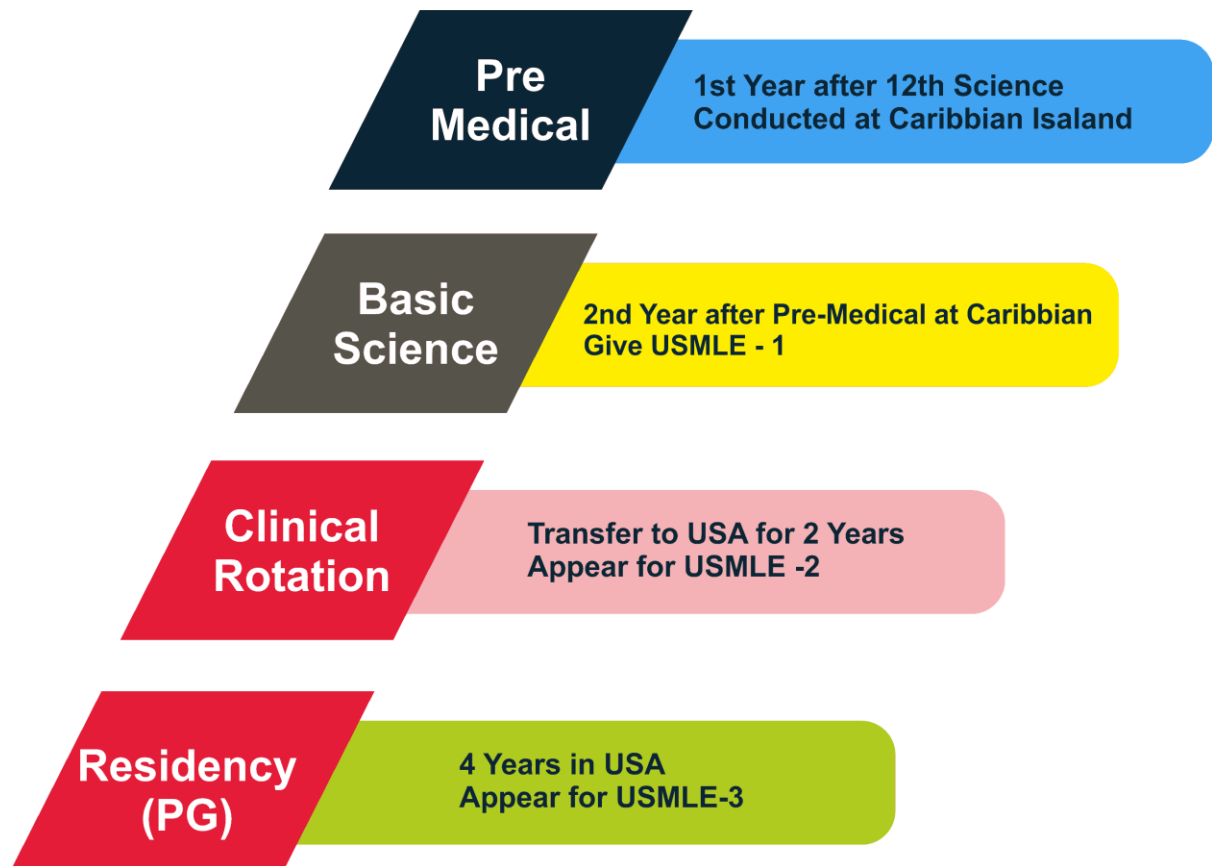 Pre
Medical
1st Year after 12th Science
Conducted at Caribbian Isaland
Basic
Science
2nd Year after Pre-Medical at Caribbian
Give USMLE - 1
Clinical
Rotation
Transfer to USA for 2 Years
Appear for USMLE -2
Residency
(PG)
4 Years in USA
Appear for USMLE-3